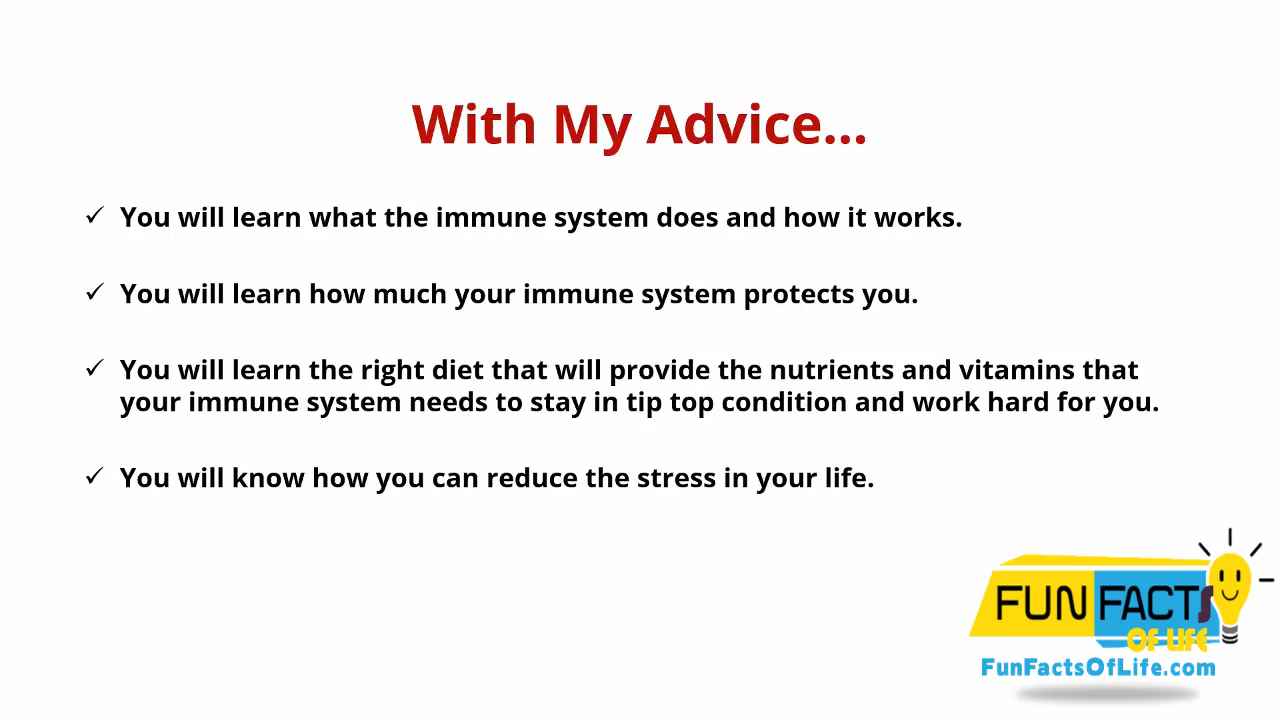 With My Advice...
✓ You will learn what the immune system does and how it works.
✓ You will learn how much your immune system protects you.
✓ You will learn the right diet that will provide the nutrients and vitamins that
your immune system needs to stay in tip top condition and work hard for you.
✓ You will know how you can reduce the stress in your life.
FUN FACTS
OF LIFE
FunFactsOfLife.com